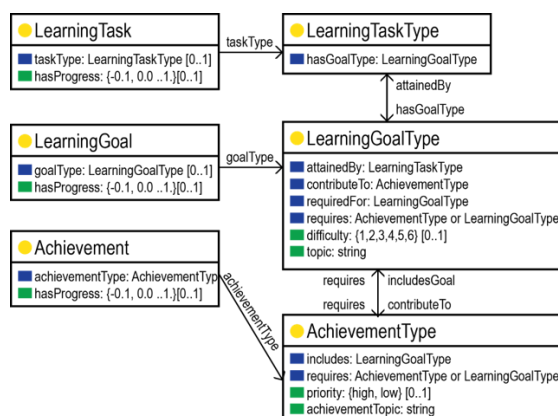 LearningTask
taskType: LearningTaskType [0..1]
hasProgress: {-0.1, 0.0 ..1.}[0..1]
taskType
LearningTaskType
hasGoalType: LearningGoalType
attainedBy
hasGoalType
LearningGoal
goalType: LearningGoalType [0..1]
hasProgress: {-0.1, 0.0 ..1.}[0..1]
goalType
LearningGoalType
attainedBy: LearningTaskType
contributeTo: AchievementType
requiredFor: LearningGoalType
requires: AchievementType or LearningGoalType
difficulty: {1,2,3,4,5,6} [0..1]
topic: string
Achievement
achievementType: AchievementTyp
hasProgress: {-0.1, 0.0 ..1.}[0..1]
achievementType
requires includesGoal
requires contributeTo
AchievementType
includes: LearningGoalType
requires: AchievementType or LearningGoalType
priority: {high, low} [0..1]
achievementTopic: string